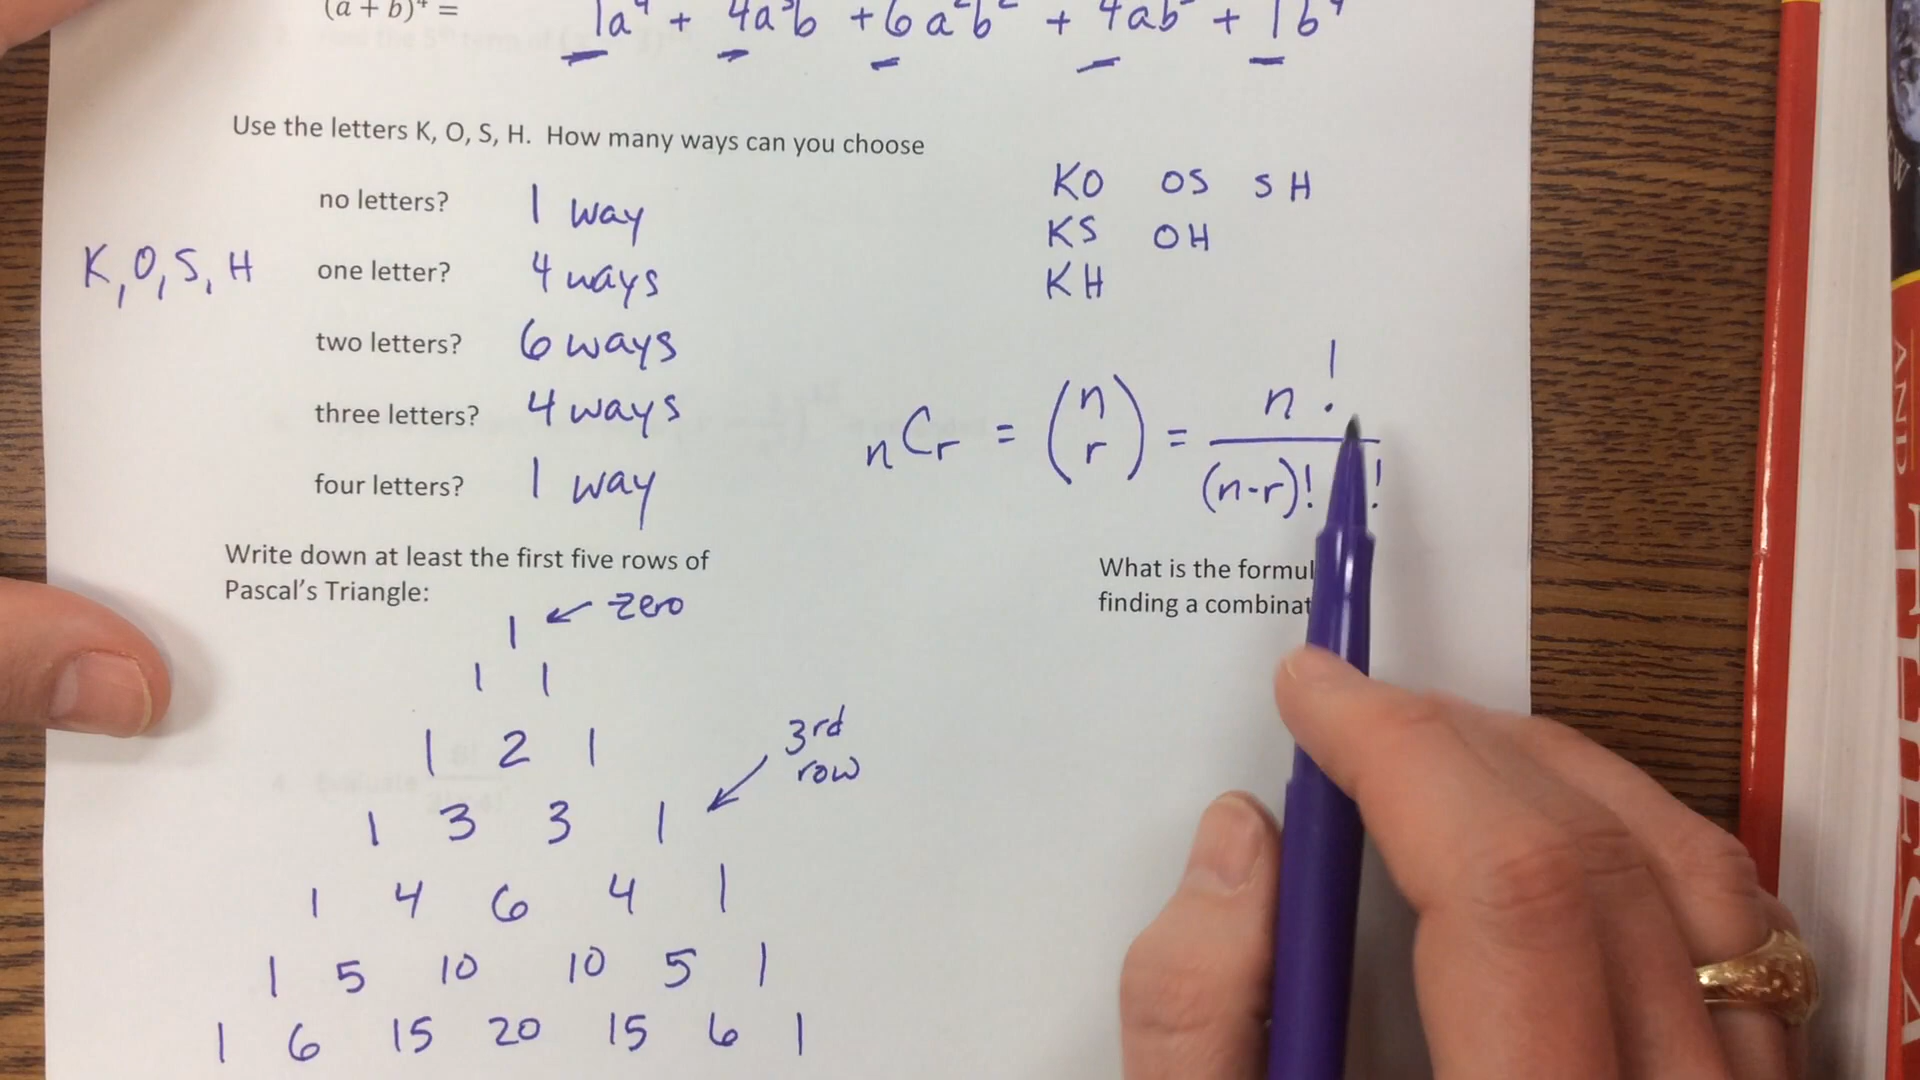 (a + b)⁴ = 1a⁴ + 4a³b + 6a²b² + 4ab³ + 1b⁴
Use the letters K, O, S, H. How many ways can you choose
no letters? 1 way
K, O, S, H
one letter? 4 ways
two letters? 6 ways
three letters? 4 ways
four letters? 1 way
KO OS SH
KS OH
KH
nCr = (n r) = n! / (n-r)! !
Write down at least the first five rows of
Pascal's Triangle:
What is the
finding a
1 ← zero
1 1
1 2 1
3rd
row
1 3 3 1
1 4 6 4 1
1 5 10 10 5 1
1 6 15 20 15 6 1
AND